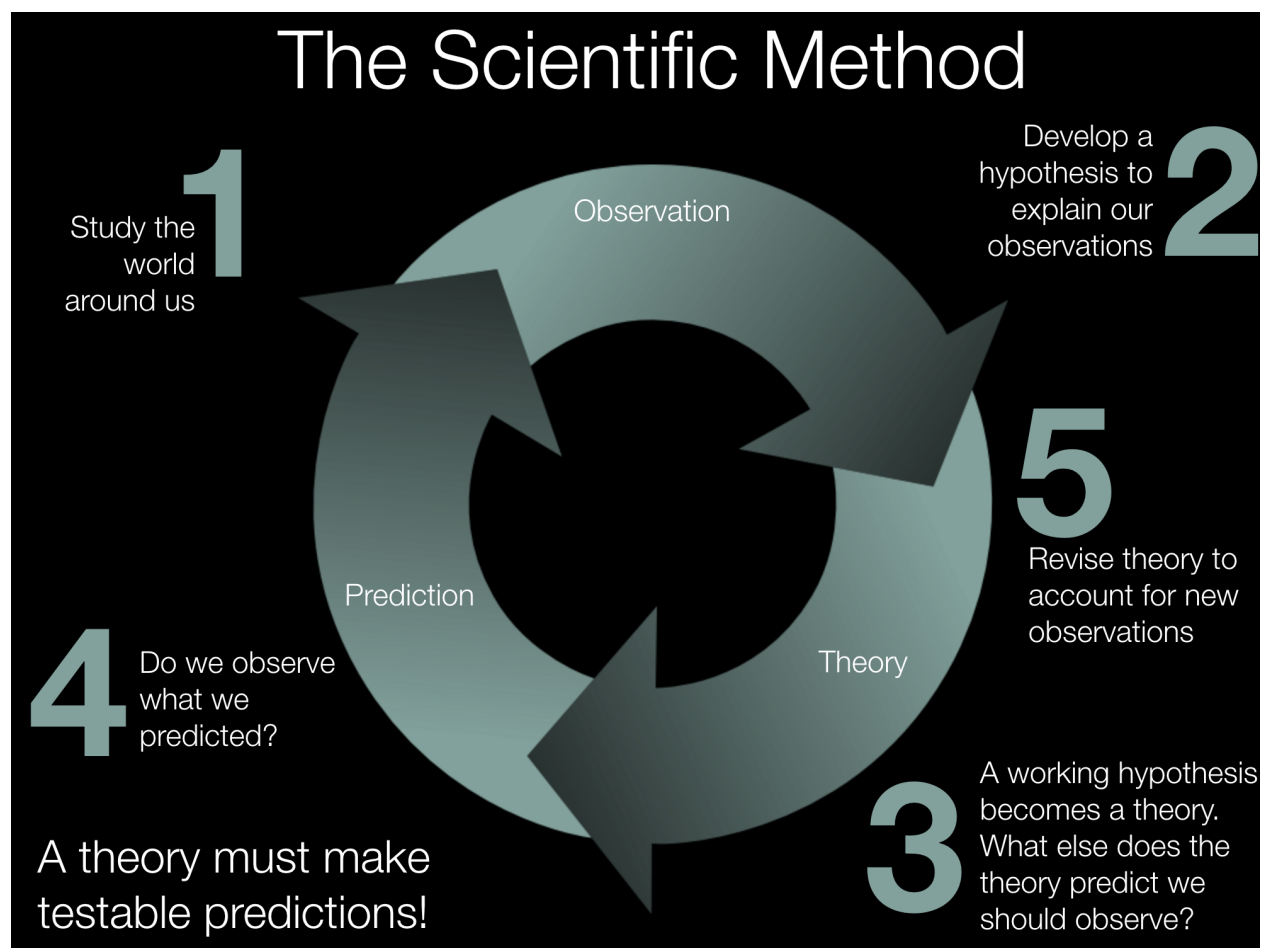 The Scientific Method
1
Study the
world
around us
Observation
2
Develop a
hypothesis to
explain our
observations
Theory
3
A working hypothesis
becomes a theory.
What else does the
theory predict we
should observe?
Prediction
4
Do we observe
what we
predicted?
5
Revise theory to
account for new
observations
A theory must make
testable predictions!